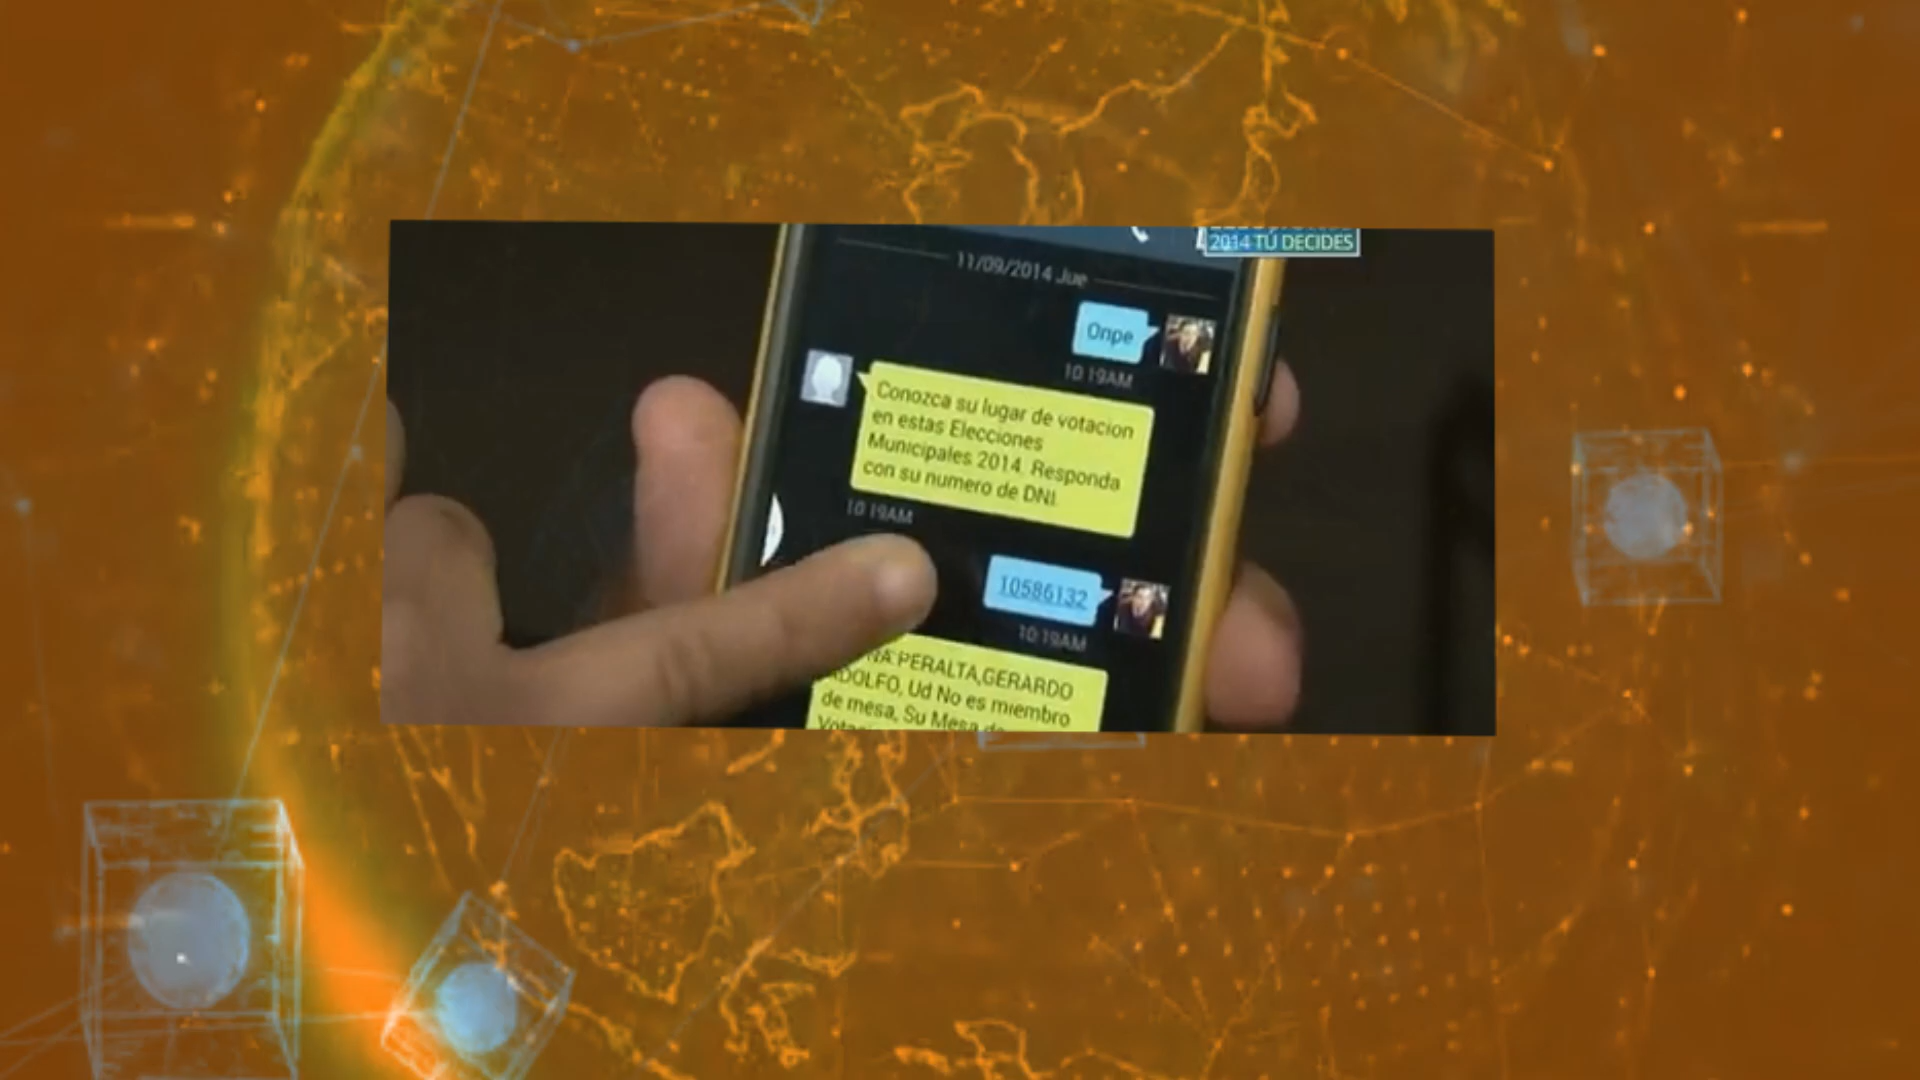 2014 TÚ DECIDES
11/09/2014 Jue
Onpe
10:19AM
Conozca su lugar de votacion
en estas Elecciones
Municipales 2014. Responda
con su numero de DNI.
10:19AM
10586132
10:19AM
PERALTA,GERARDO
ADOLFO, Ud No es miembro
de mesa, Su Mesa de